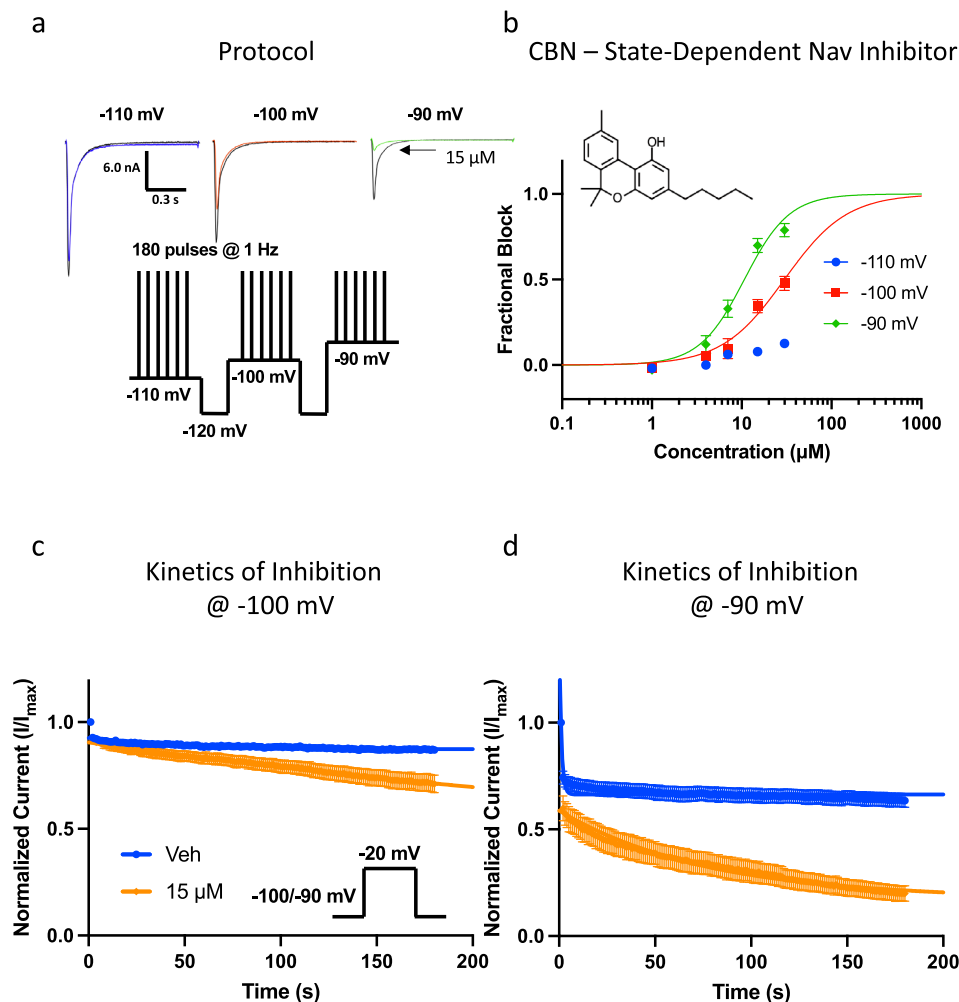 a
Protocol
-110 mV
-100 mV
-90 mV
6.0 nA
0.3 s
15 µM
180 pulses @ 1 Hz
-110 mV
-120 mV
-100 mV
-90 mV
b
CBN – State-Dependent Nav Inhibitor
OH
O
Fractional Block
1.0
0.5
0.0
-110 mV
-100 mV
-90 mV
0.1 1 10 100 1000
Concentration (µM)
c
Kinetics of Inhibition
@ -100 mV
Normalized Current (I/Imax)
1.0
0.5
0.0
Veh
15 µM
-20 mV
-100/-90 mV
0 50 100 150 200
Time (s)
d
Kinetics of Inhibition
@ -90 mV
Normalized Current (I/Imax)
1.0
0.5
0.0
0 50 100 150 200
Time (s)